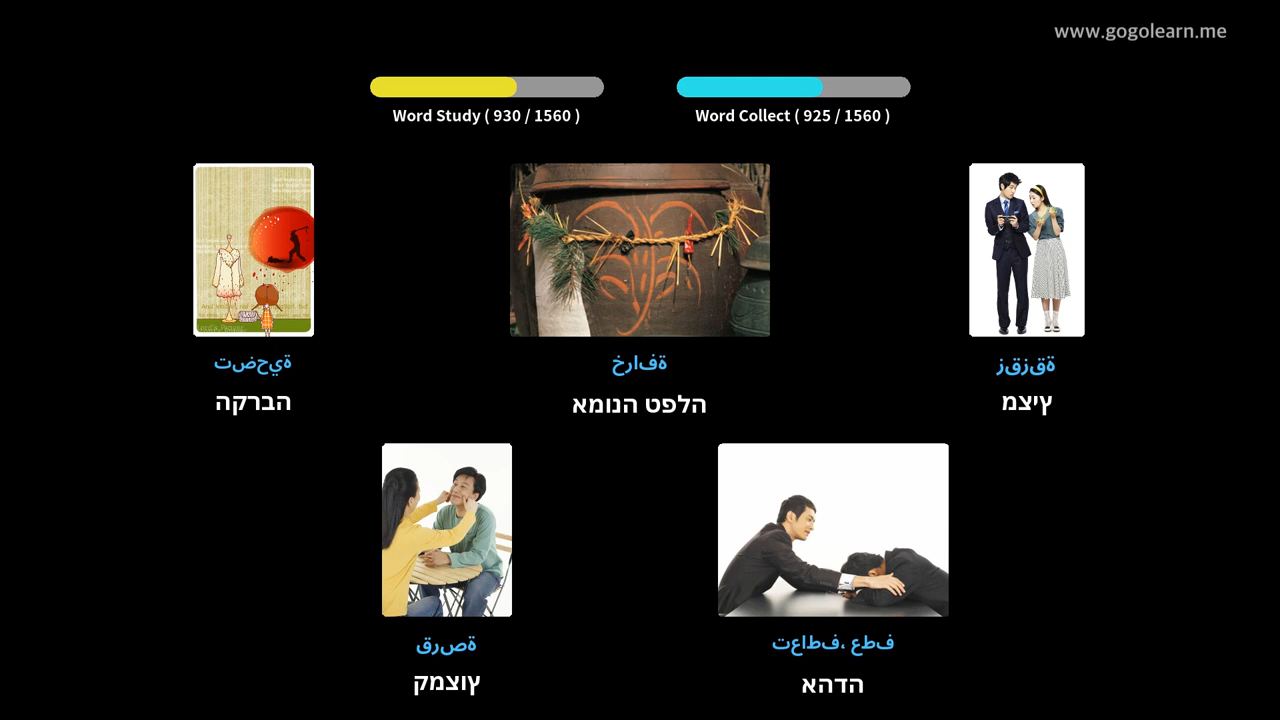 www.gogolearn.me
Word Study ( 930 / 1560 )
Word Collect ( 925 / 1560 )
ةيحضت
הברקה
ةفارخ
הלפט הנומא
ةقزقز
ץיצמ
ةصرق
ץוצמק
فطع ،فطاعت
הדהא